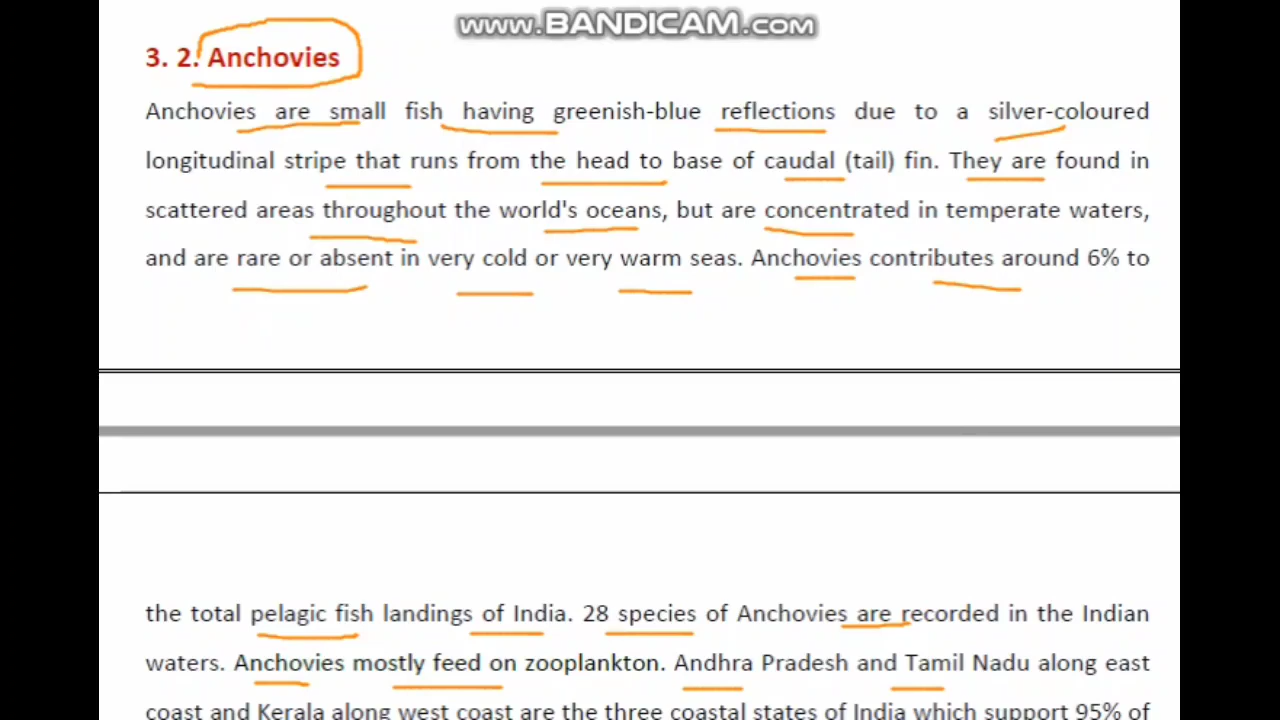 www.BANDICAM.com
3. 2. Anchovies
Anchovies are small fish having greenish-blue reflections due to a silver-coloured
longitudinal stripe that runs from the head to base of caudal (tail) fin. They are found in
scattered areas throughout the world's oceans, but are concentrated in temperate waters,
and are rare or absent in very cold or very warm seas. Anchovies contributes around 6% to
the total pelagic fish landings of India. 28 species of Anchovies are recorded in the Indian
waters. Anchovies mostly feed on zooplankton. Andhra Pradesh and Tamil Nadu along east
coast and Kerala along west coast are the three coastal states of India which support 95% of